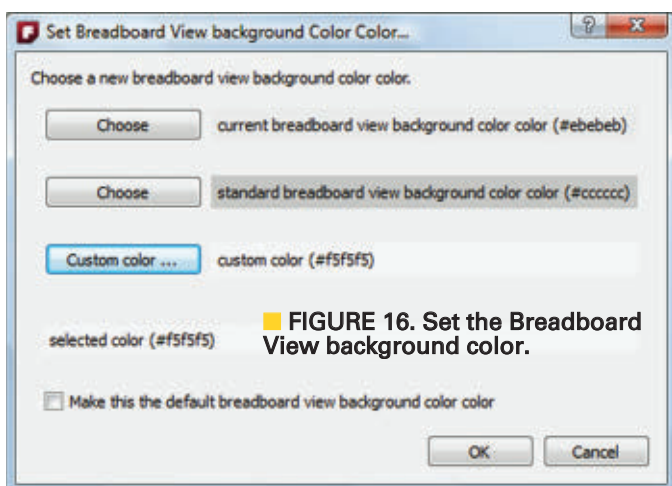 Set Breadboard View background Color Color...
Choose a new breadboard view background color color.
Choose
current breadboard view background color color (#ebebeb)
Choose
standard breadboard view background color color (#cccccc)
Custom color ...
custom color (#f5f5f5)
selected color (#f5f5f5)
FIGURE 16. Set the Breadboard
View background color.
Make this the default breadboard view background color color
OK
Cancel